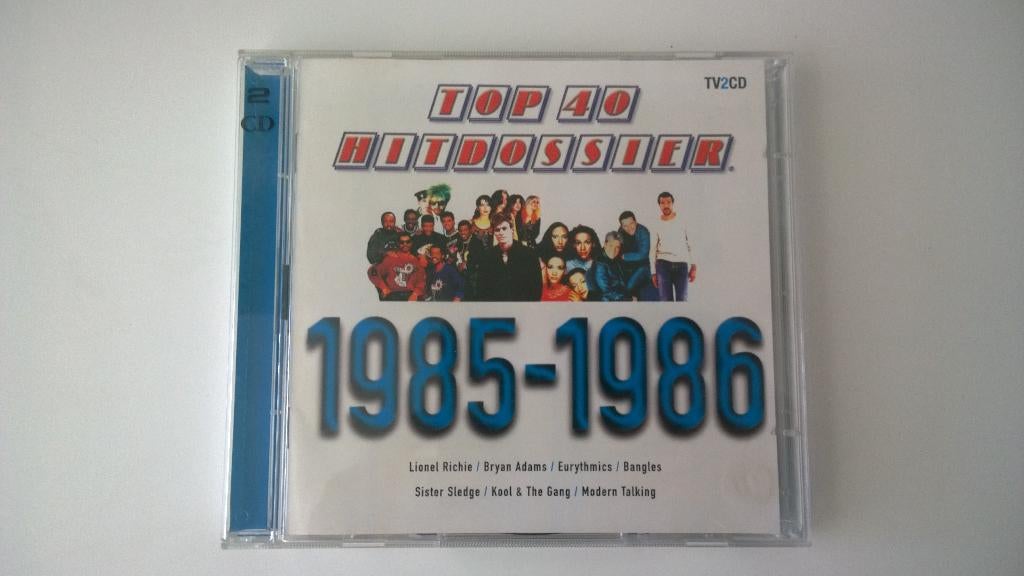 2
CD
TV2CD
TOP 40
HITDOSSIER
1985-1986
Lionel Richie / Bryan Adams / Eurythmics / Bangles
Sister Sledge / Kool & The Gang / Modern Talking